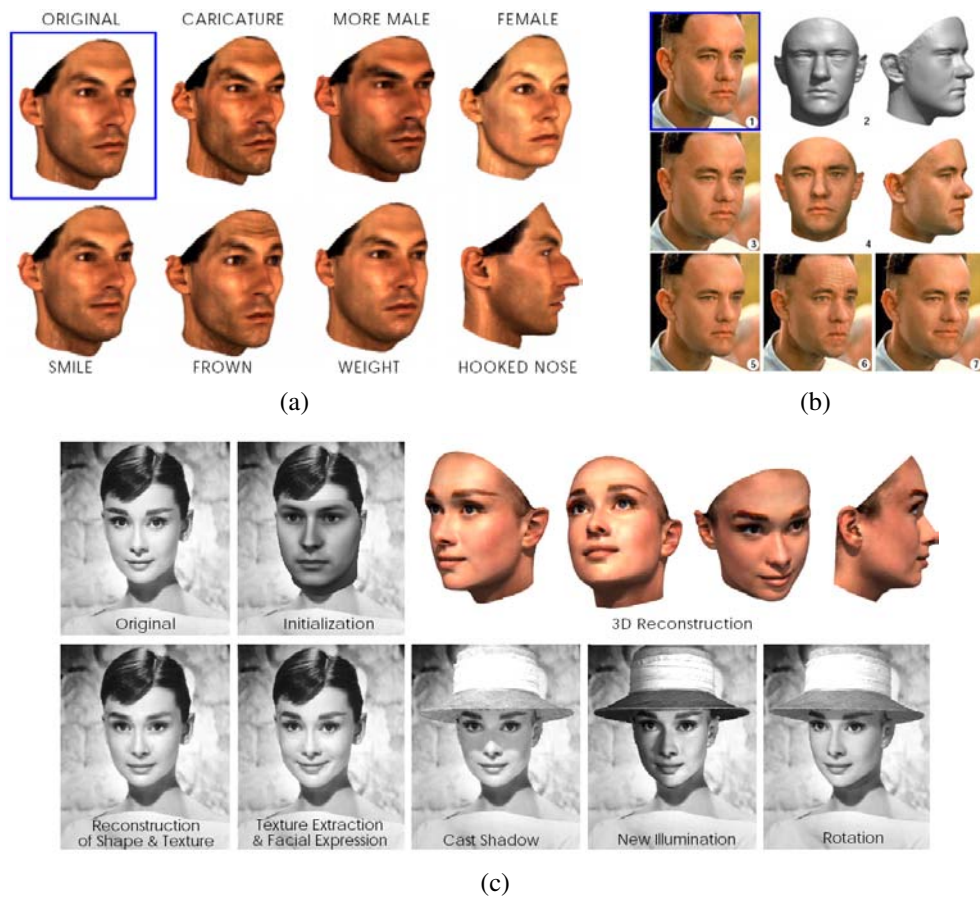 ORIGINAL CARICATURE MORE MALE FEMALE
SMILE FROWN WEIGHT HOOKED NOSE
(a)
1
2
3
4
5 6 7
(b)
Original Initialization 3D Reconstruction
Reconstruction
of Shape & Texture
Texture Extraction
& Facial Expression
Cast Shadow New Illumination Rotation
(c)